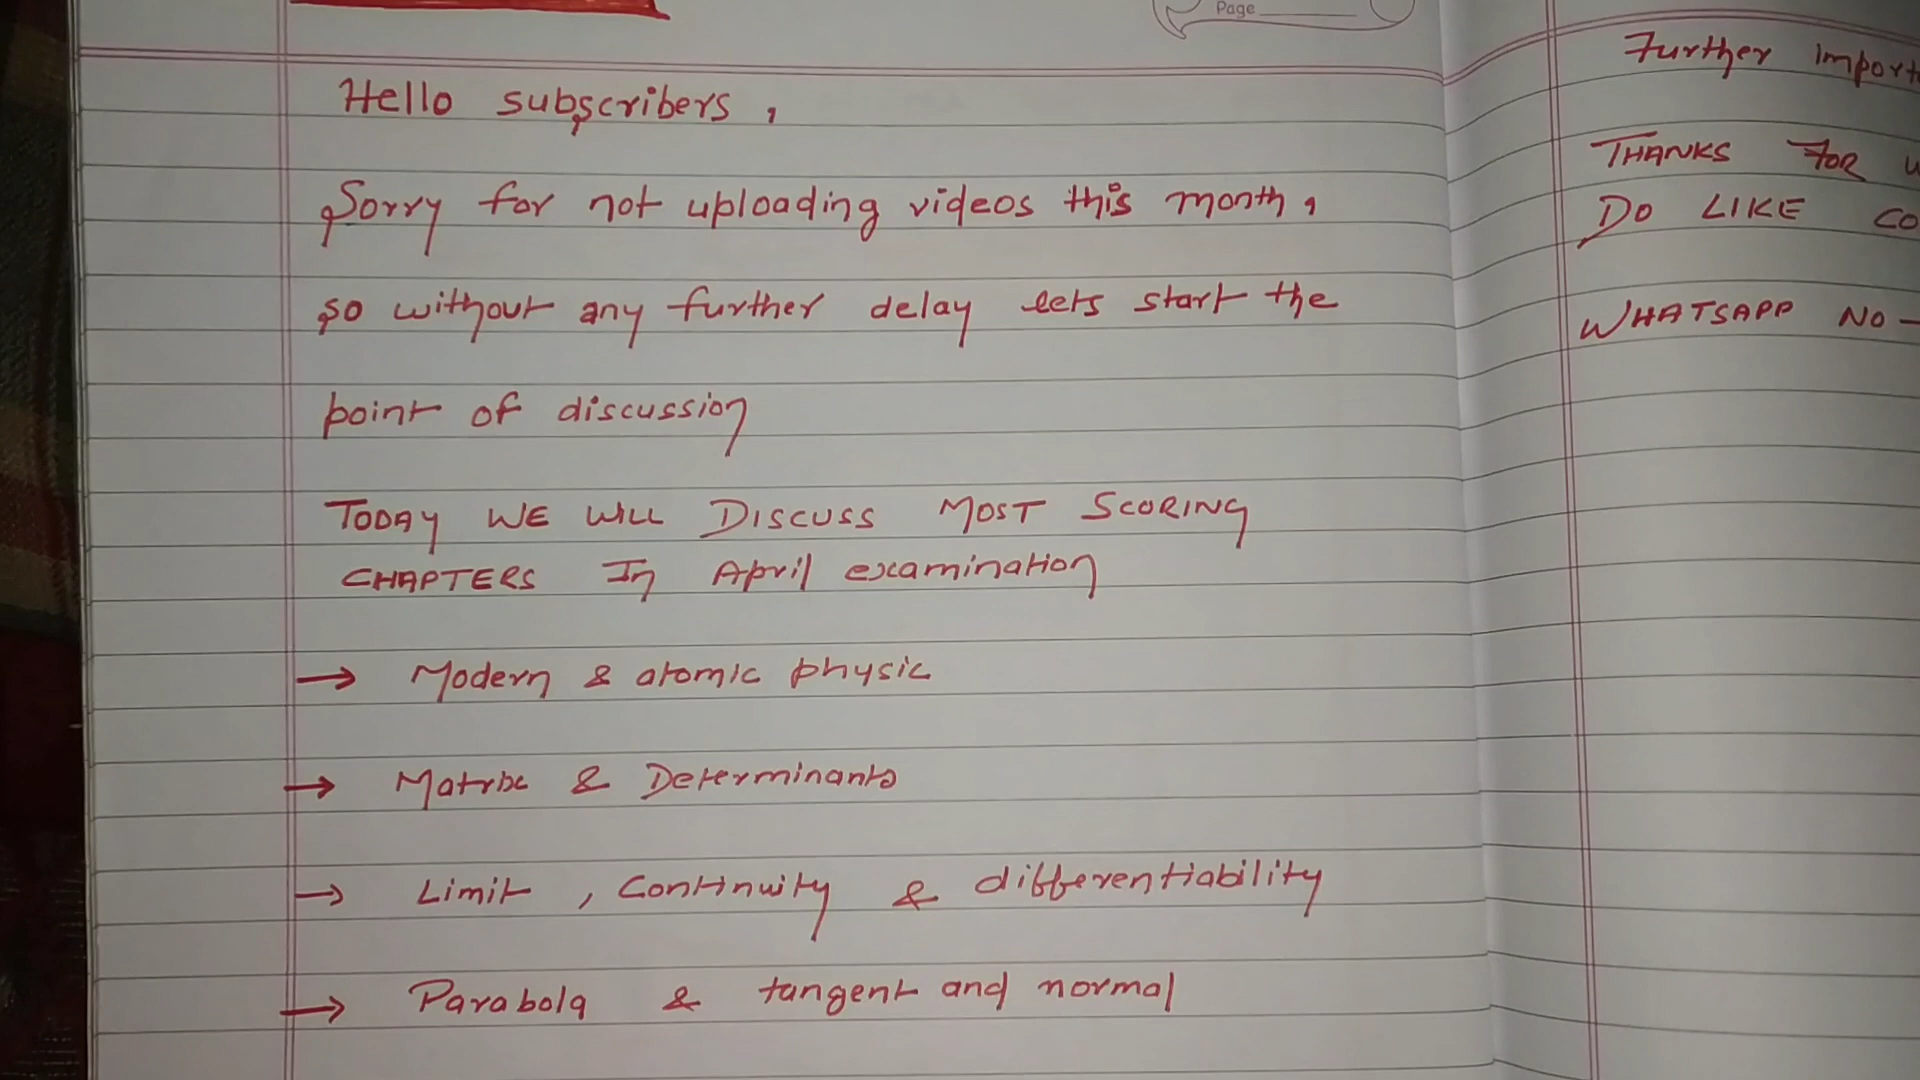 Page
Hello subscribers,
Sorry for not uploading videos this month,
so without any further delay lets start the
point of discussion
TODAY WE WILL DISCUSS MOST SCORING
CHAPTERS In April examination
→ Modern & atomic physic
→ Matrix & Determinants
→ Limit, Continuity & differentiability
→ Parabola & tangent and normal
Further
THANKS FOR
DO LIKE
WHATSAPP NO -